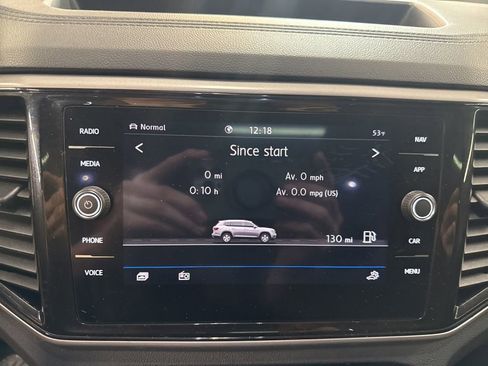 RADIO
MEDIA
PHONE
VOICE
Normal
12:18
53°F
< Since start >
0 mi Av. 0 mph
0:10 h Av. 0.0 mpg (US)
130 mi
NAV
APP
CAR
MENU